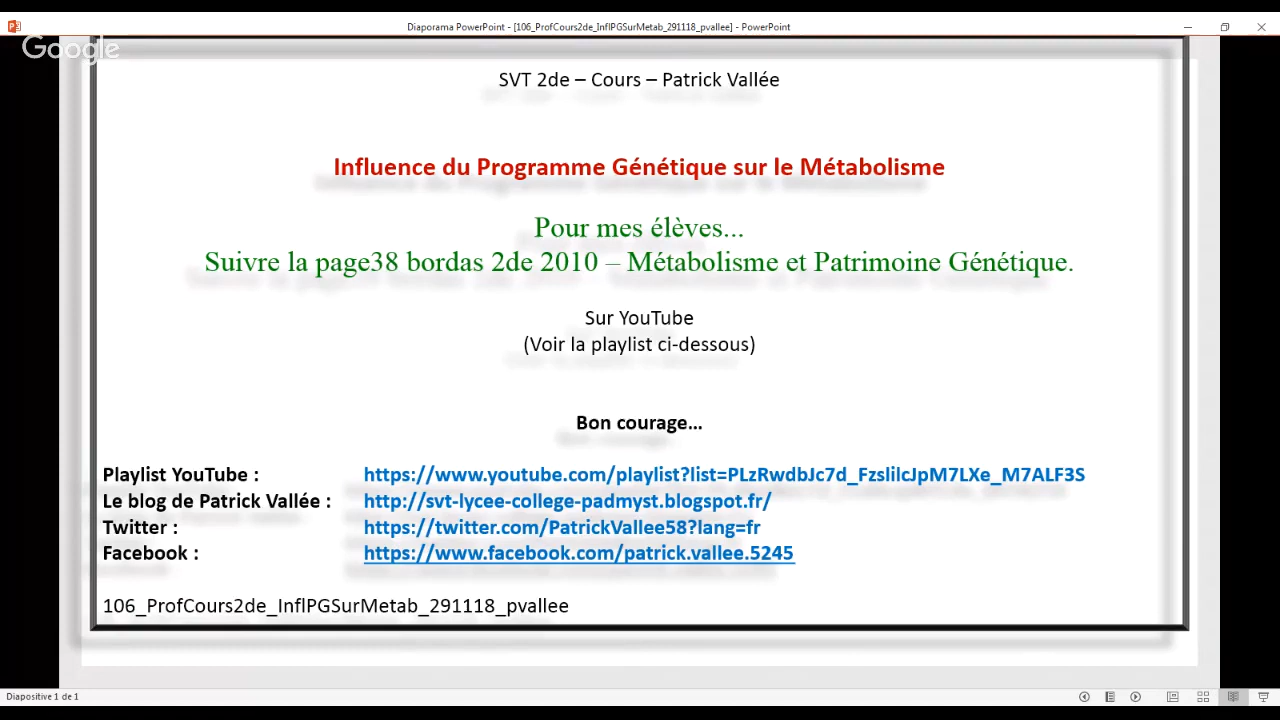 Diaporama PowerPoint - [106_ProfCours2de_InflPGSurMetab_291118_pvallee] - PowerPoint
Google
SVT 2de – Cours – Patrick Vallée
Influence du Programme Génétique sur le Métabolisme
Pour mes élèves...
Suivre la page38 bordas 2de 2010 – Métabolisme et Patrimoine Génétique.
Sur YouTube
(Voir la playlist ci-dessous)
Bon courage...
Playlist YouTube : https://www.youtube.com/playlist?list=PLzRwdbJc7d_FzslilcJpM7LXe_M7ALF3S
Le blog de Patrick Vallée : http://svt-lycee-college-padmyst.blogspot.fr/
Twitter : https://twitter.com/PatrickVallee58?lang=fr
Facebook : https://www.facebook.com/patrick.vallee.5245
106_ProfCours2de_InflPGSurMetab_291118_pvallee
Diapositive 1 de 1